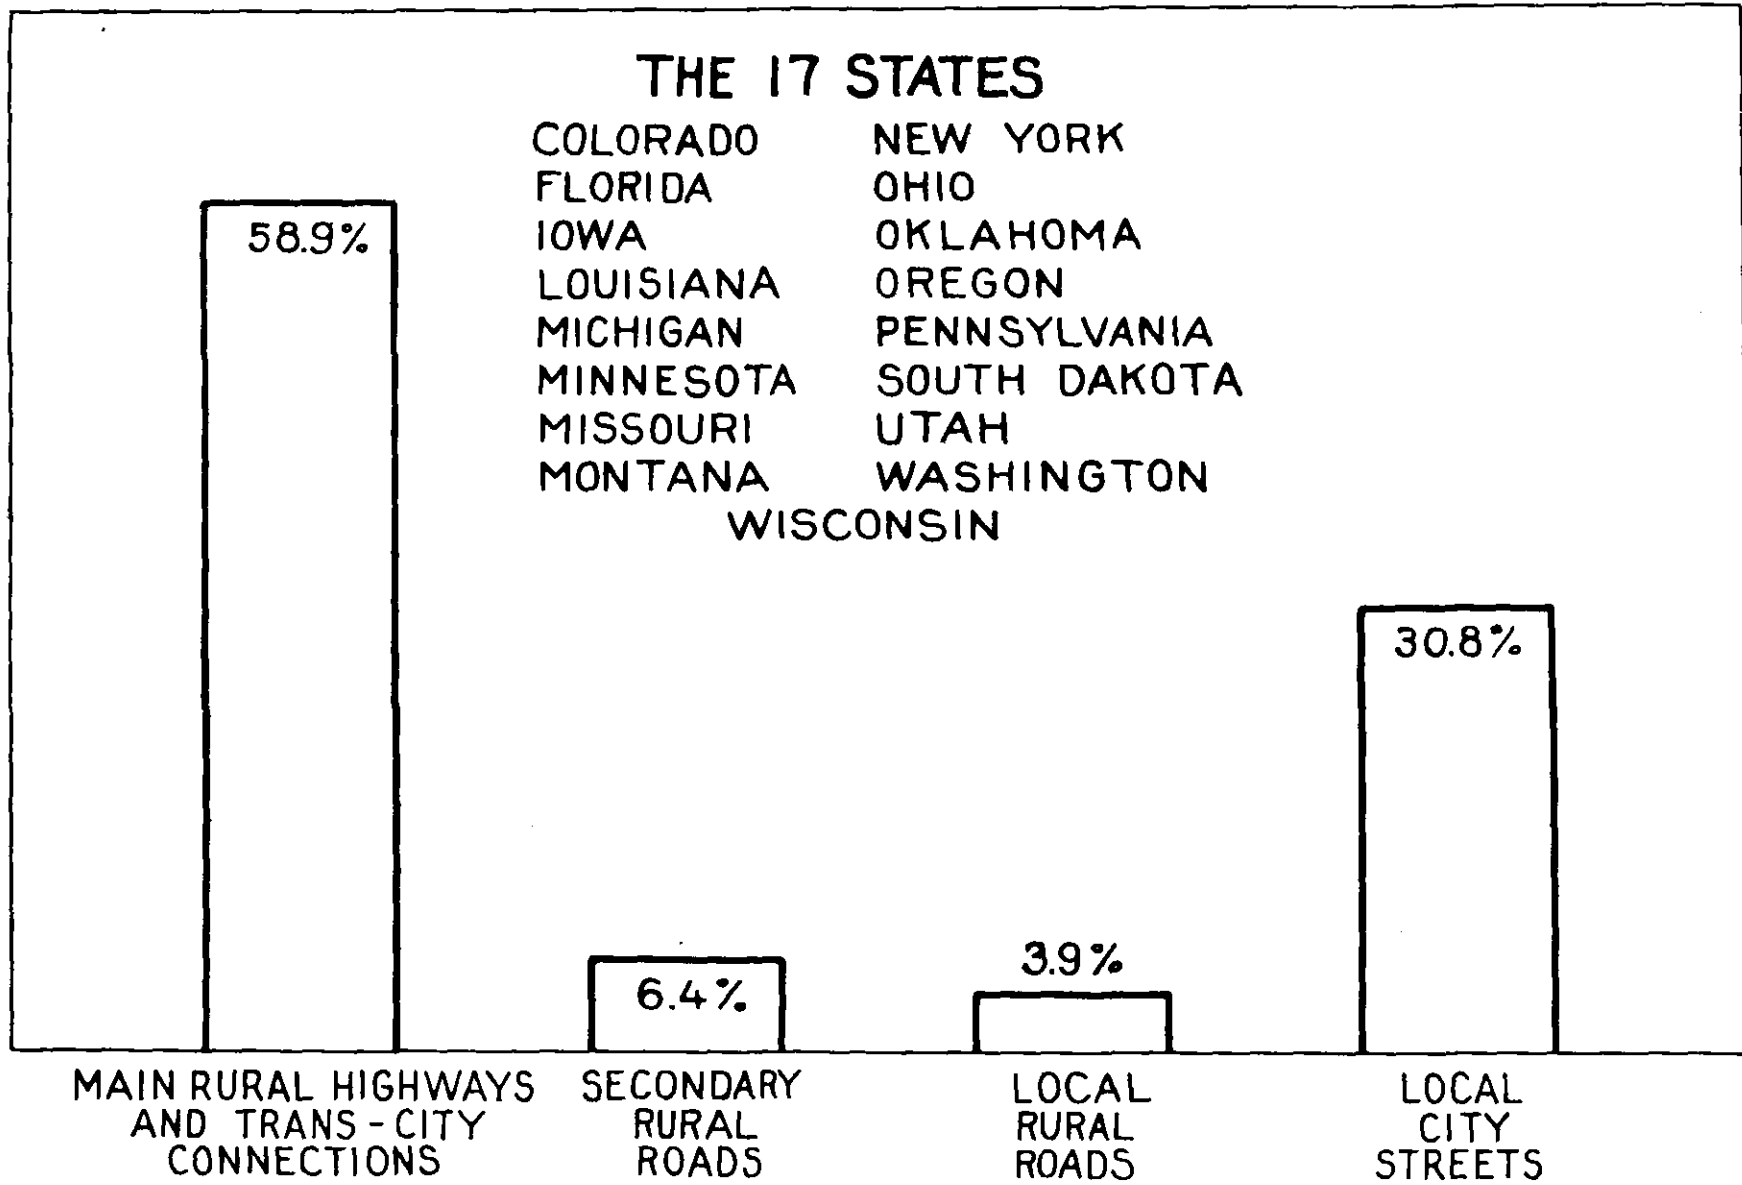 THE 17 STATES
COLORADO NEW YORK
FLORIDA OHIO
IOWA OKLAHOMA
LOUISIANA OREGON
MICHIGAN PENNSYLVANIA
MINNESOTA SOUTH DAKOTA
MISSOURI UTAH
MONTANA WASHINGTON
WISCONSIN
58.9%
6.4%
3.9%
30.8%
MAIN RURAL HIGHWAYS
AND TRANS-CITY
CONNECTIONS
SECONDARY
RURAL
ROADS
LOCAL
RURAL
ROADS
LOCAL
CITY
STREETS